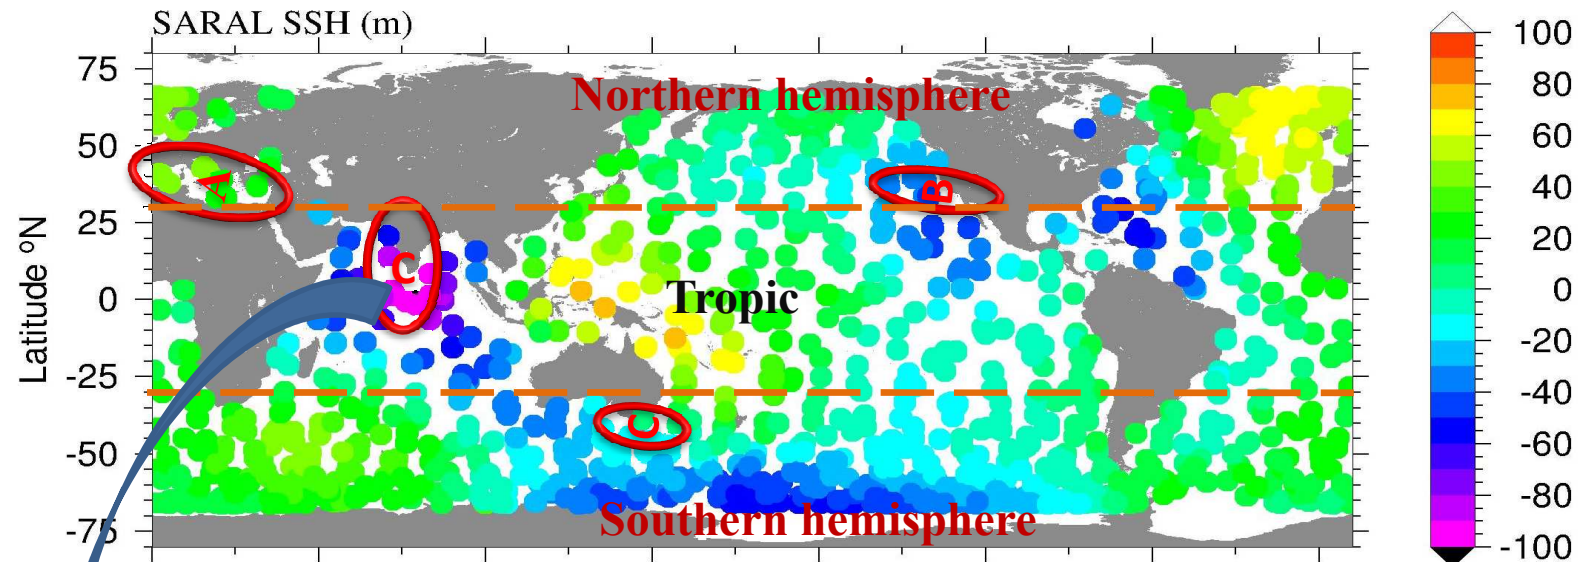 SARAL SSH (m)
Northern hemisphere
Tropic
Southern hemisphere
A
B
C
C
Latitude ºN
75
50
25
0
-25
-50
-75
100
80
60
40
20
0
-20
-40
-60
-80
-100